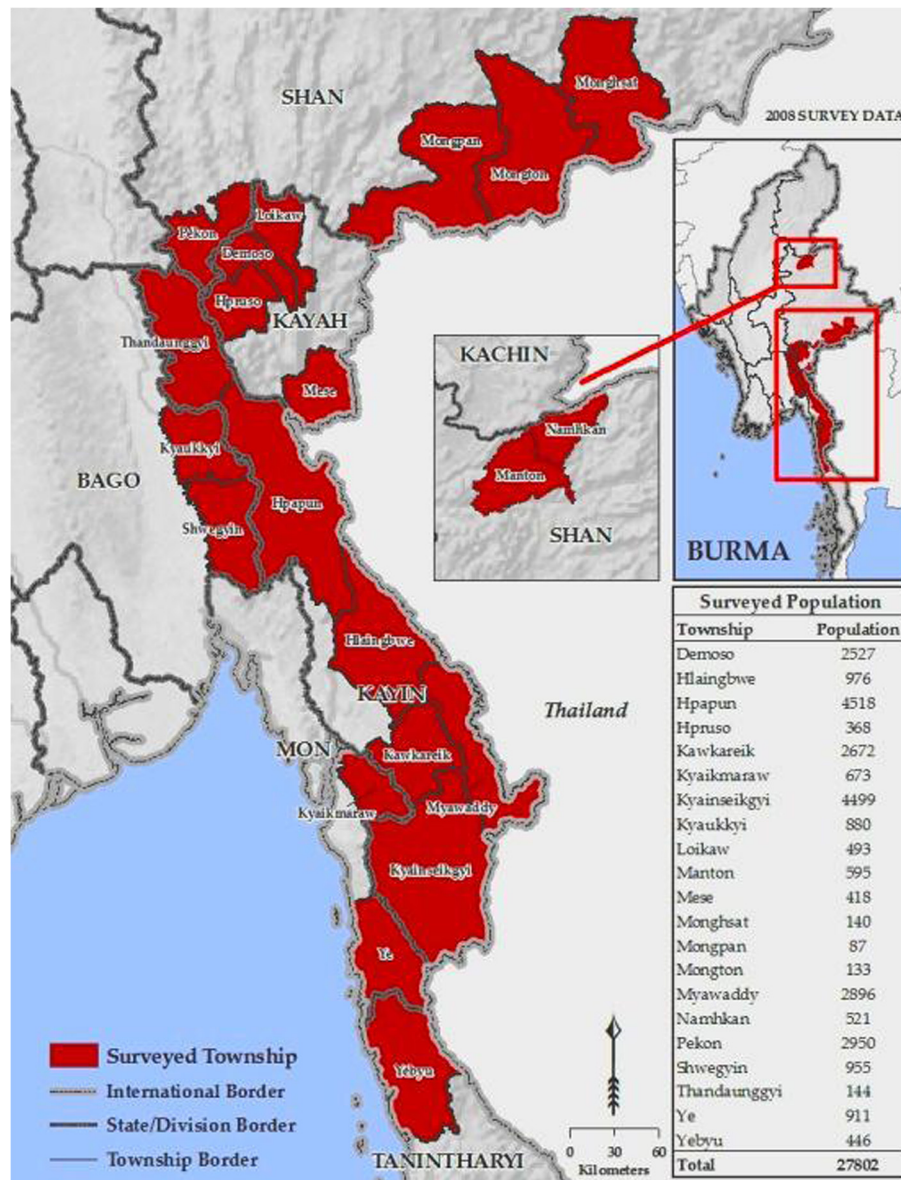 SHAN
Monghsat
2008 SURVEY DATA
Mongpan
Mongton
Loikaw
Pekon
Demoso
Hpruso
KAYAH
Thandaunggyi
Mese
KACHIN
Namhkan
Manton
SHAN
Kyaukkyi
BAGO
Hpapun
Shwegyin
BURMA
Hlaingbwe
KAYIN
Thailand
MON
Kawkareik
Kyaikmaraw
Myawaddy
Kyainseikgyi
Ye
Yebyu
TANINTHARYI
Surveyed Township
International Border
State/Division Border
Township Border
0 30 60
Kilometers
Surveyed Population
Township Population
Demoso 2527
Hlaingbwe 976
Hpapun 4518
Hpruso 368
Kawkareik 2672
Kyaikmaraw 673
Kyainseikgyi 4499
Kyaukkyi 880
Loikaw 493
Manton 595
Mese 418
Monghsat 140
Mongpan 87
Mongton 133
Myawaddy 2896
Namhkan 521
Pekon 2950
Shwegyin 955
Thandaunggyi 144
Ye 911
Yebyu 446
Total 27802